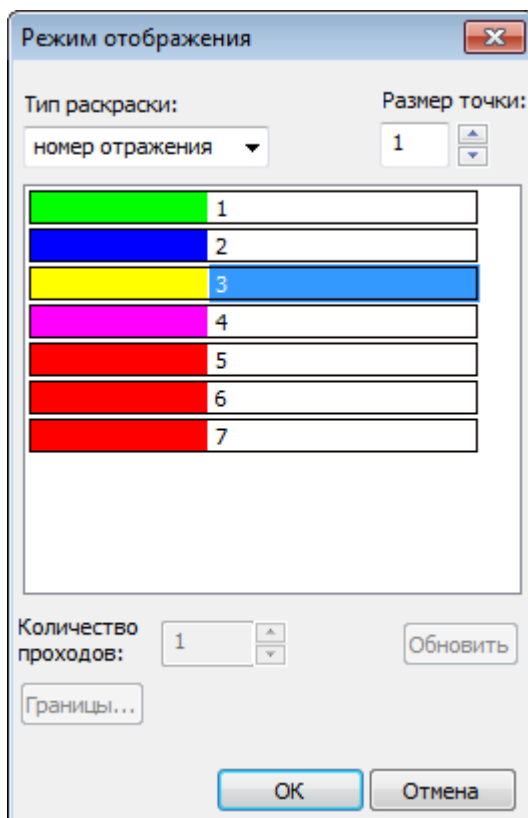 Режим отображения
Тип раскраски:
Размер точки:
номер отражения
1
1
2
3
4
5
6
7
Количество
проходов:
1
Обновить
Границы...
ОК
Отмена